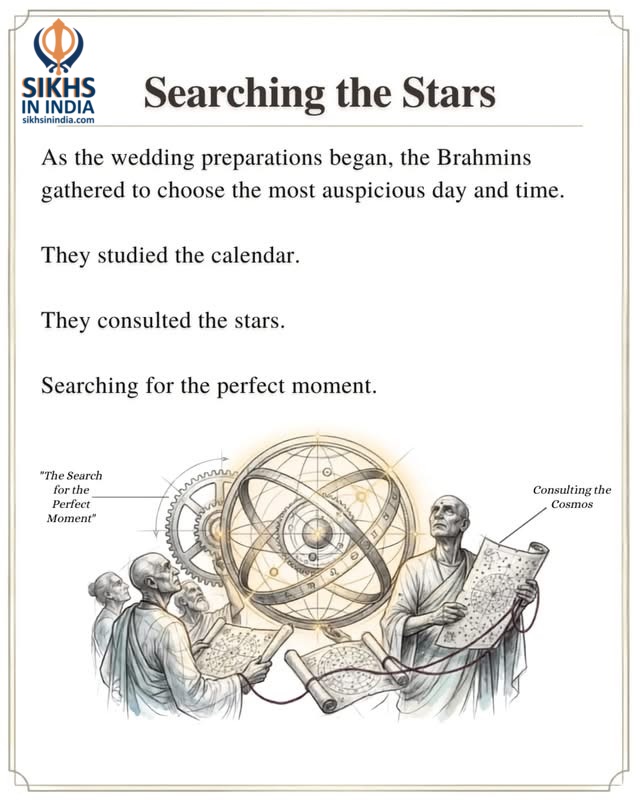 SIKHS
IN INDIA
sikhsinindia.com
Searching the Stars
As the wedding preparations began, the Brahmins
gathered to choose the most auspicious day and time.
They studied the calendar.
They consulted the stars.
Searching for the perfect moment.
"The Search
for the
Perfect
Moment"
Consulting the
Cosmos